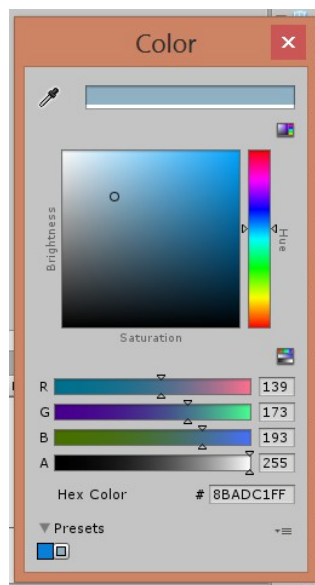 Color
Brightness
Hue
Saturation
R 139
G 173
B 193
A 255
Hex Color # 8BADC1FF
Presets